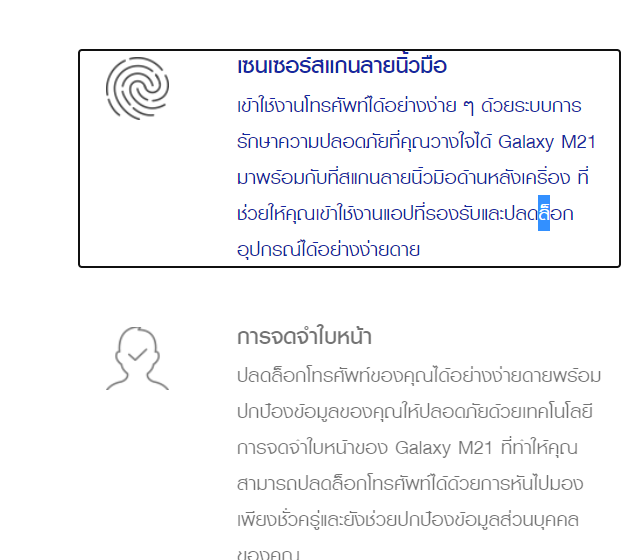 เซนเซอร์สแกนลายนิ้วมือ
เข้าใช้งานโทรศัพท์ได้อย่างง่าย ๆ ด้วยระบบการ
รักษาความปลอดภัยที่คุณวางใจได้ Galaxy M21
มาพร้อมกับที่สแกนลายนิ้วมือด้านหลังเครื่อง ที่
ช่วยให้คุณเข้าใช้งานแอปที่รองรับและปลดล็อก
อุปกรณ์ได้อย่างง่ายดาย
การจดจำใบหน้า
ปลดล็อกโทรศัพท์ของคุณได้อย่างง่ายดายพร้อม
ปกป้องข้อมูลของคุณให้ปลอดภัยด้วยเทคโนโลยี
การจดจำใบหน้าของ Galaxy M21 ที่ทำให้คุณ
สามารถปลดล็อกโทรศัพท์ได้ด้วยการหันไปมอง
เพียงชั่วครู่และยังช่วยปกป้องข้อมูลส่วนบุคคล
ของคุณ